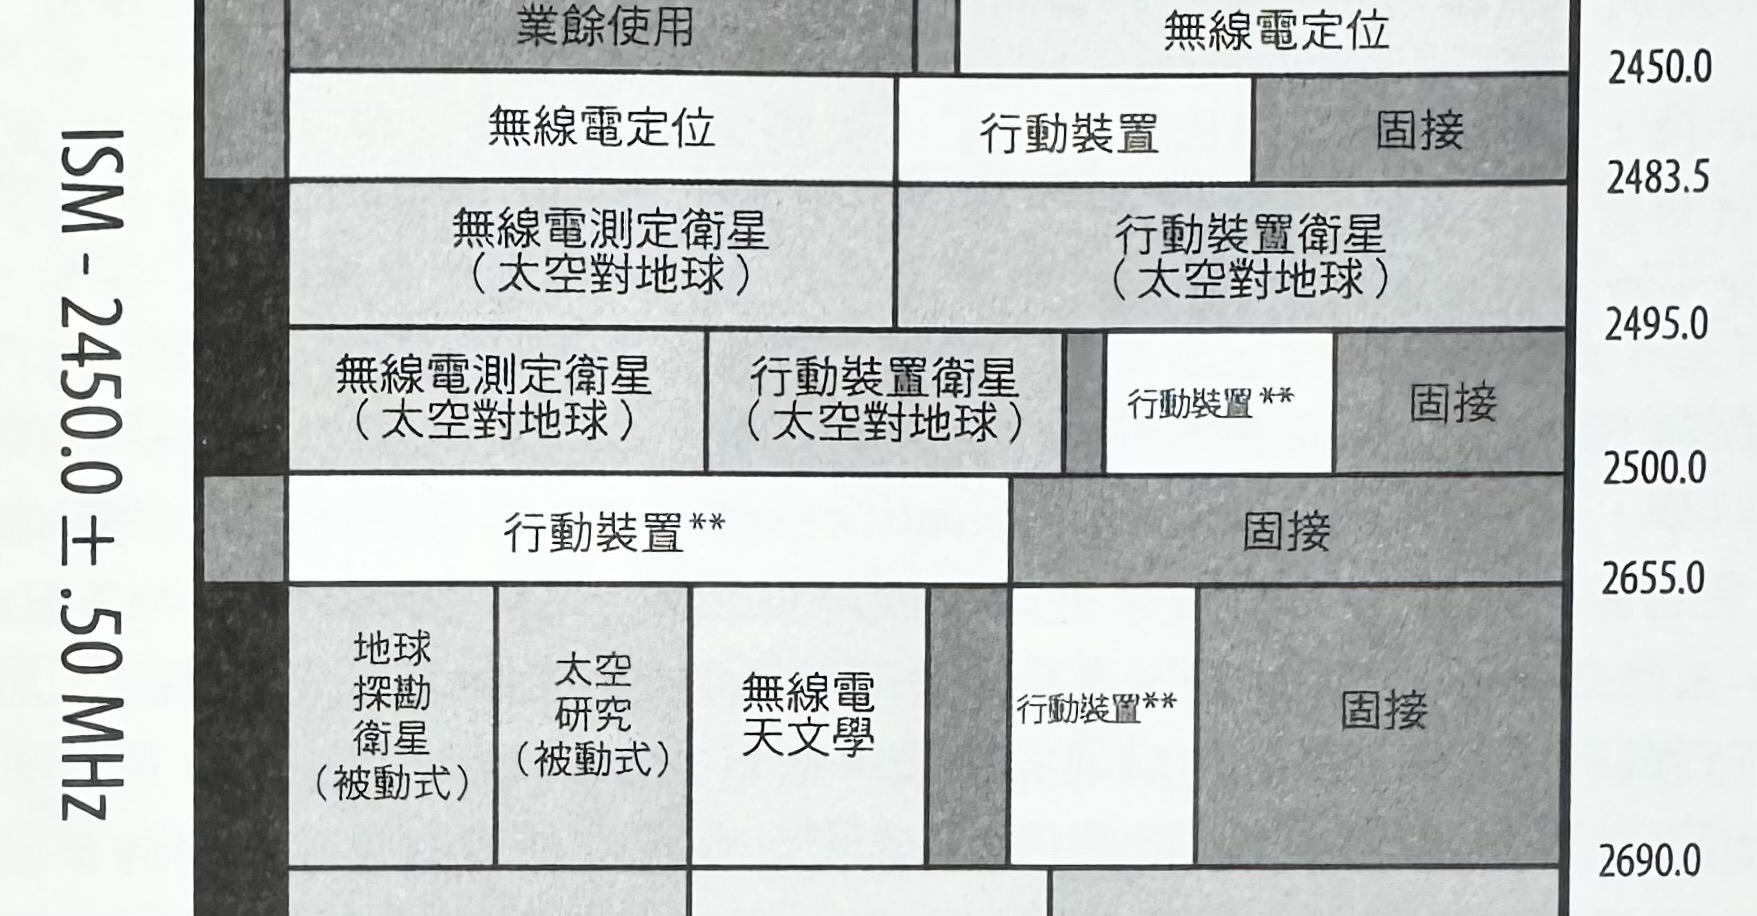 業餘使用
無線電定位
2450.0
無線電定位
行動裝置
固接
2483.5
無線電測定衛星
（太空對地球）
行動裝置衛星
（太空對地球）
2495.0
無線電測定衛星
（太空對地球）
行動裝置衛星
（太空對地球）
行動裝置**
固接
2500.0
行動裝置**
固接
2655.0
地球
探勘
衛星
（被動式）
太空
研究
（被動式）
無線電
天文學
行動裝置**
固接
2690.0
ISM - 2450.0 ± .50 MHz